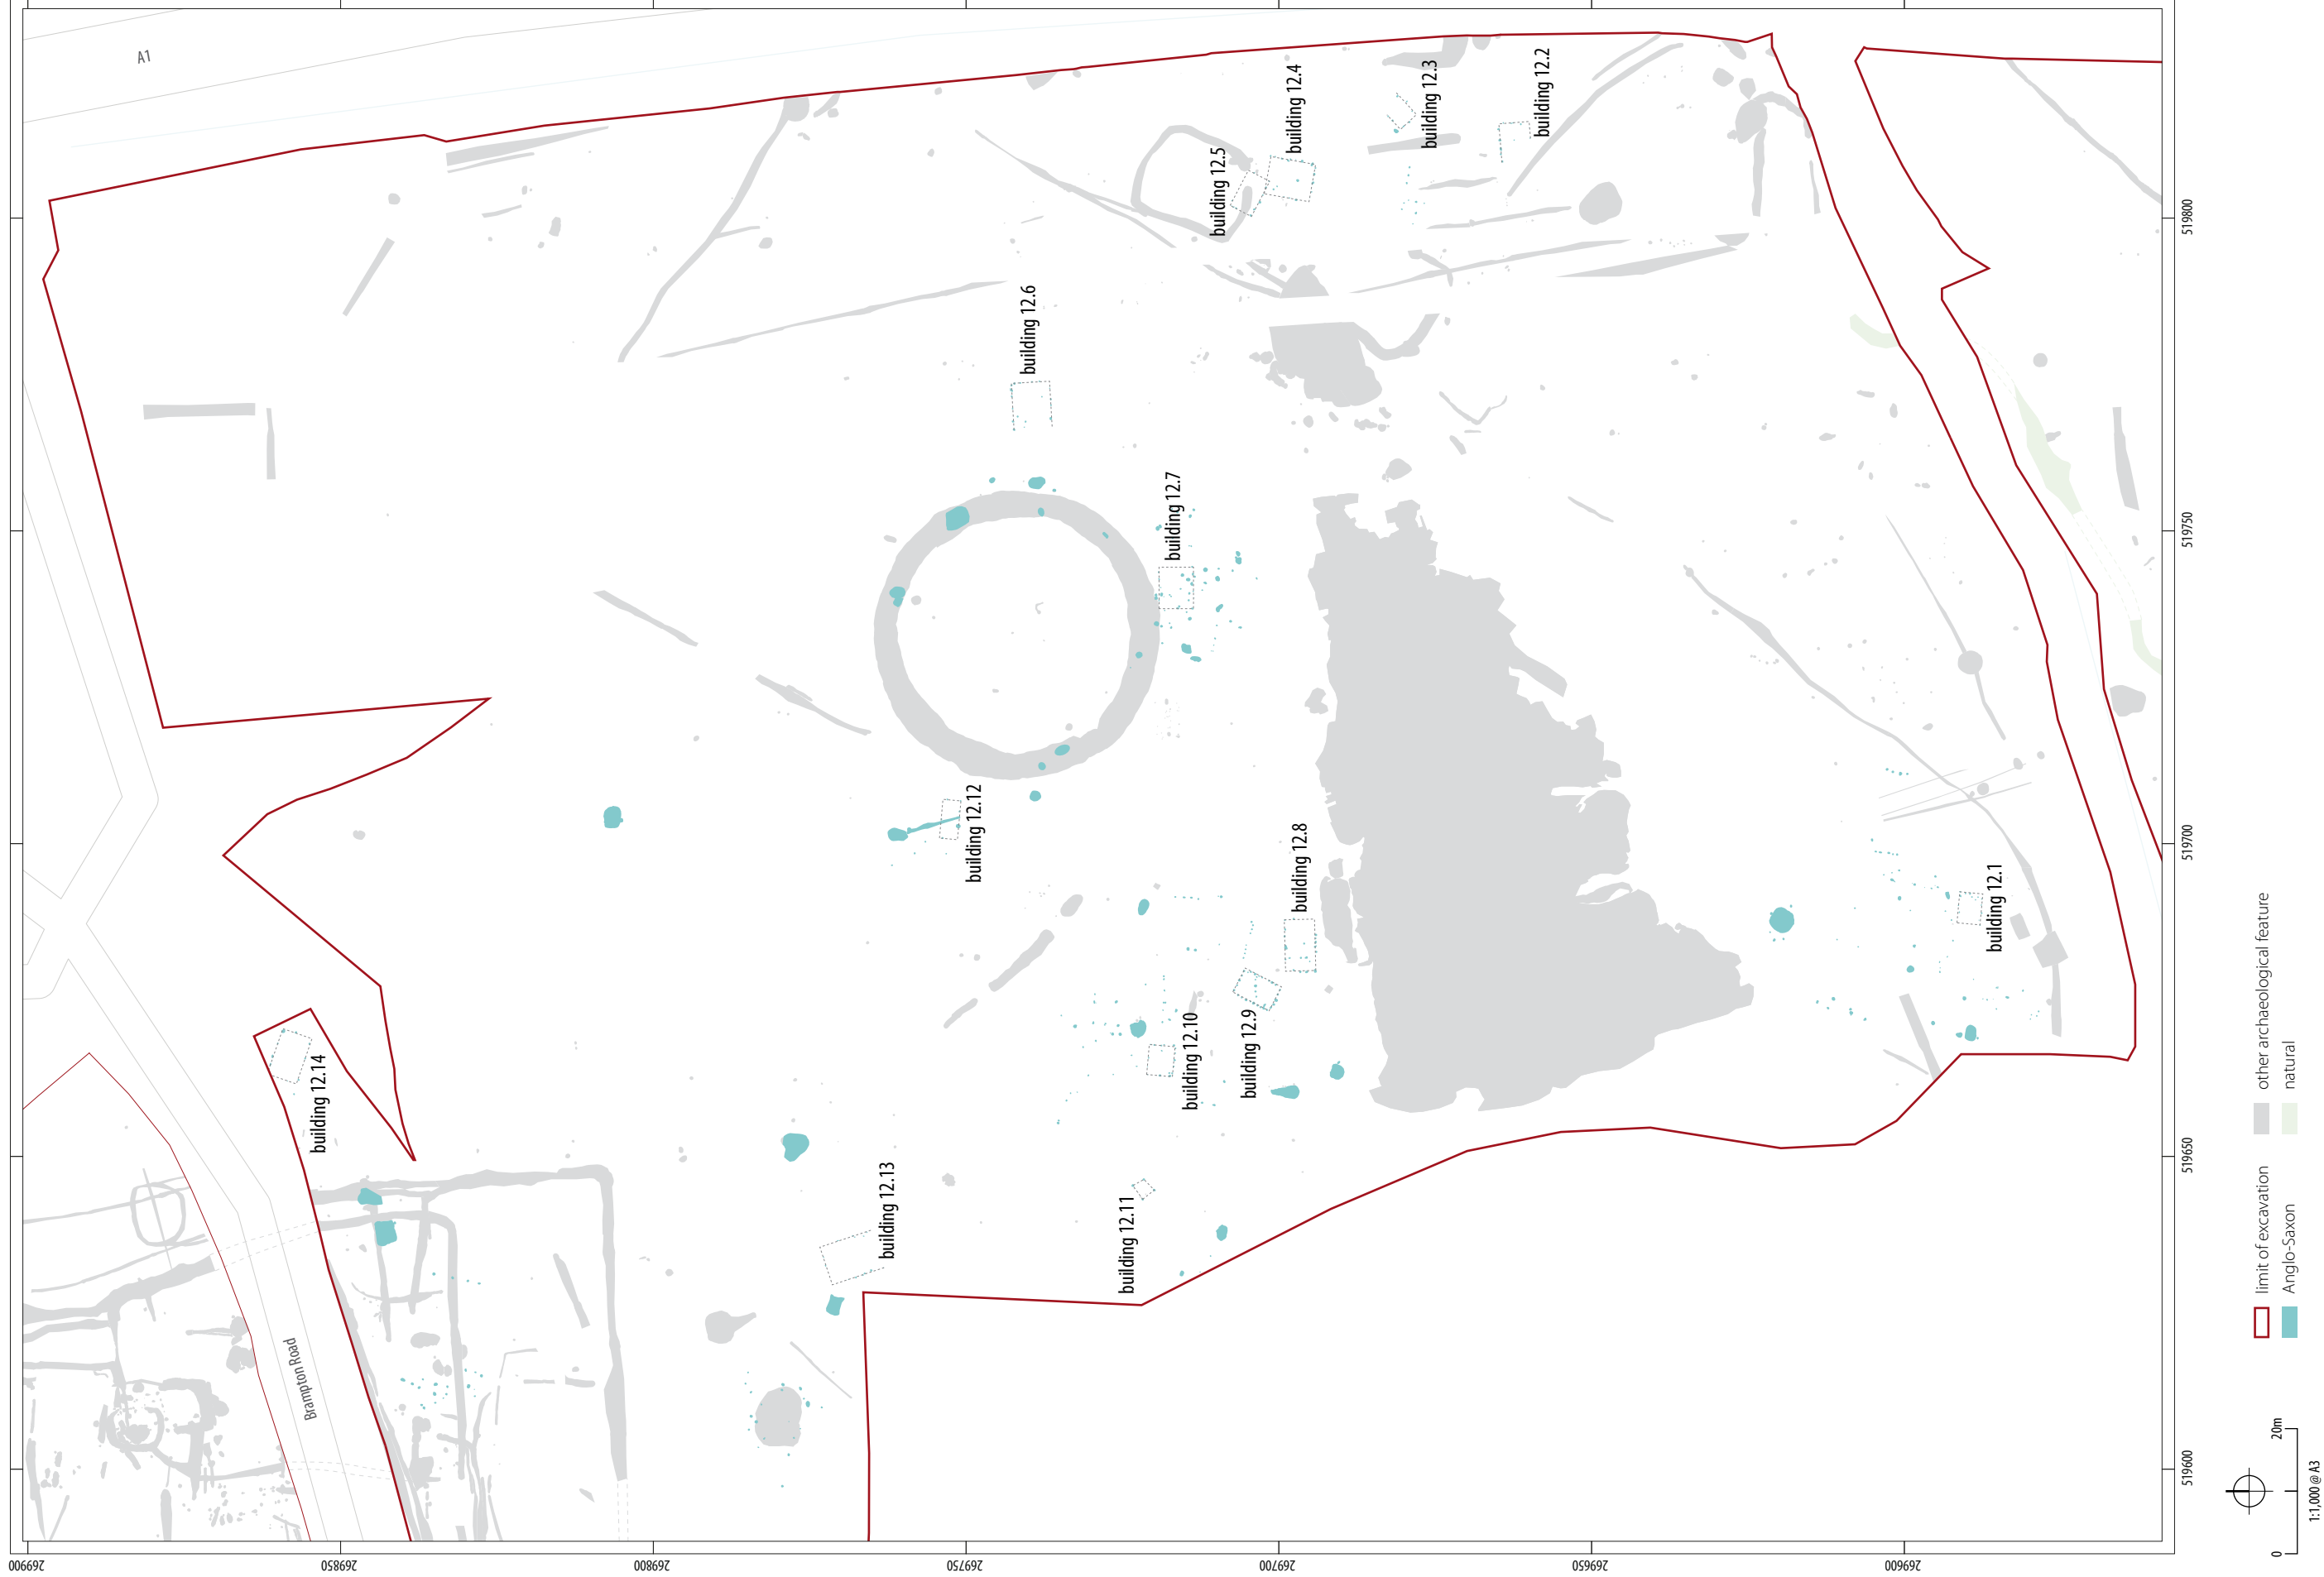 A1
building 12.2
building 12.3
building 12.4
building 12.5
building 12.6
building 12.7
building 12.12
building 12.8
building 12.1
building 12.9
building 12.10
building 12.14
building 12.13
building 12.11
Brampton Road
519800
519750
519700
519650
519600
269900
269850
269800
269750
269700
269650
269600
limit of excavation
Anglo-Saxon
other archaeological feature
natural
0
20m
1:1,000 @ A3